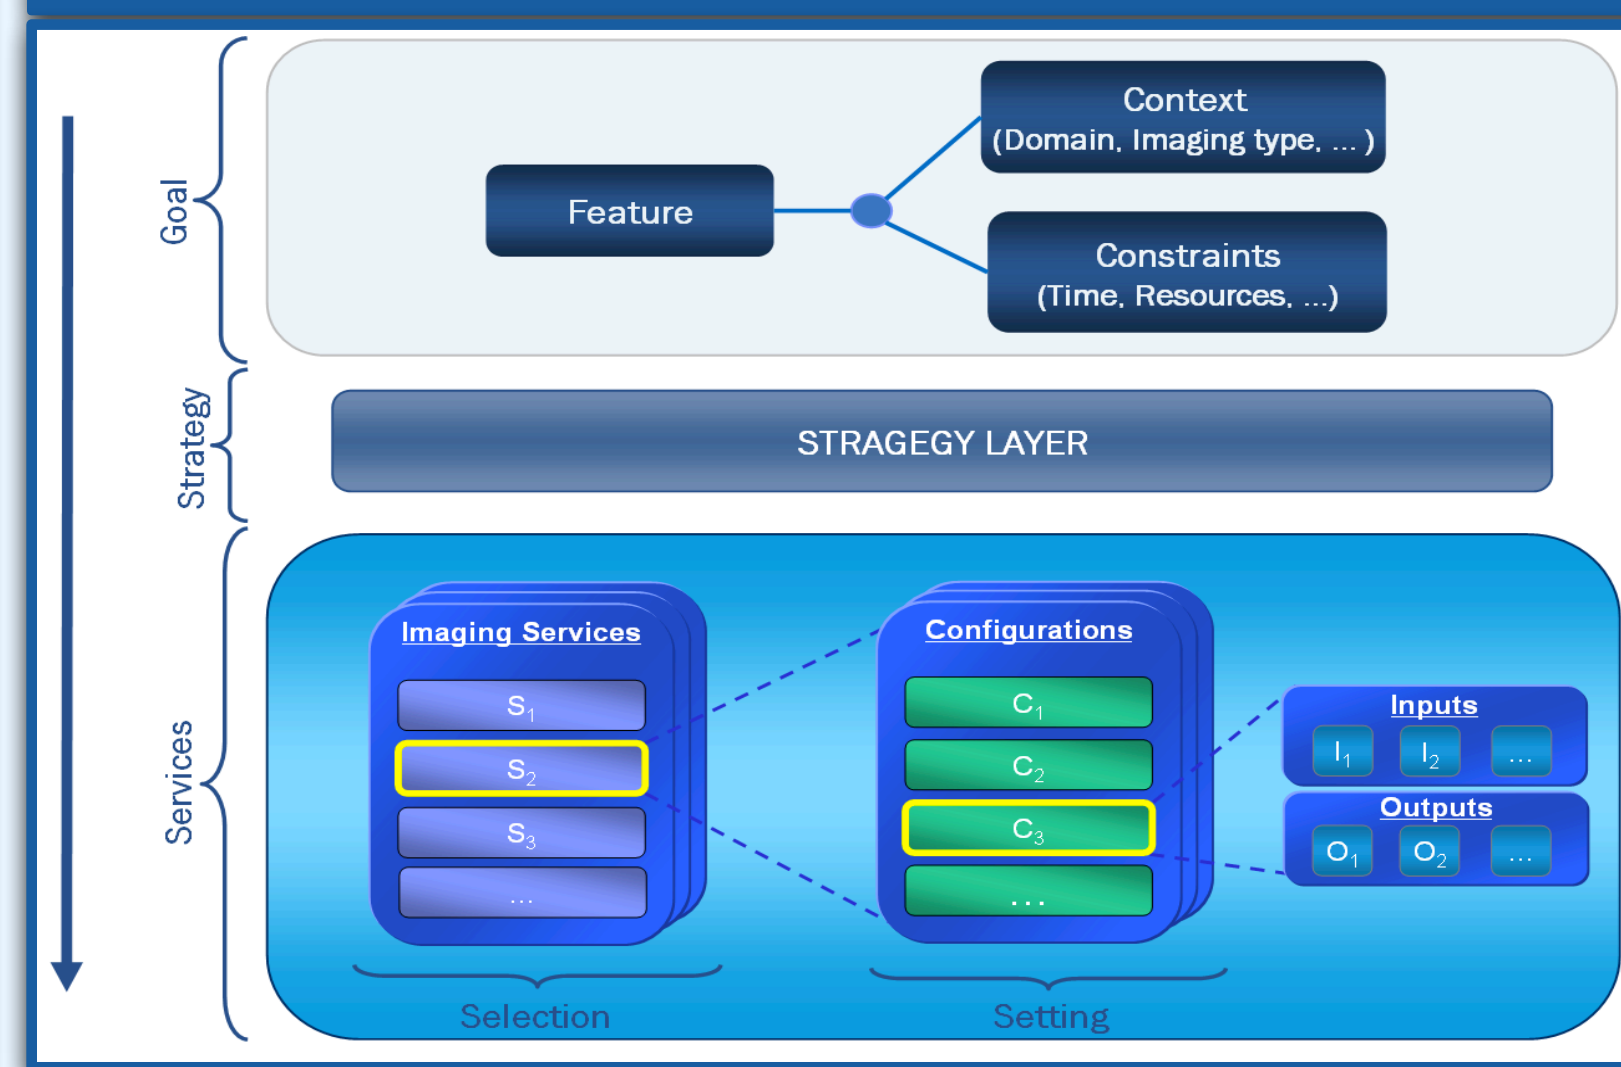 Goal
Feature
Context
(Domain, Imaging type, ... )
Constraints
(Time, Resources, ...)
Strategy
STRAGEGY LAYER
Services
Imaging Services
S1
S2
S3
...
Selection
Configurations
C1
C2
C3
...
Setting
Inputs
I1 I2 ...
Outputs
O1 O2 ...